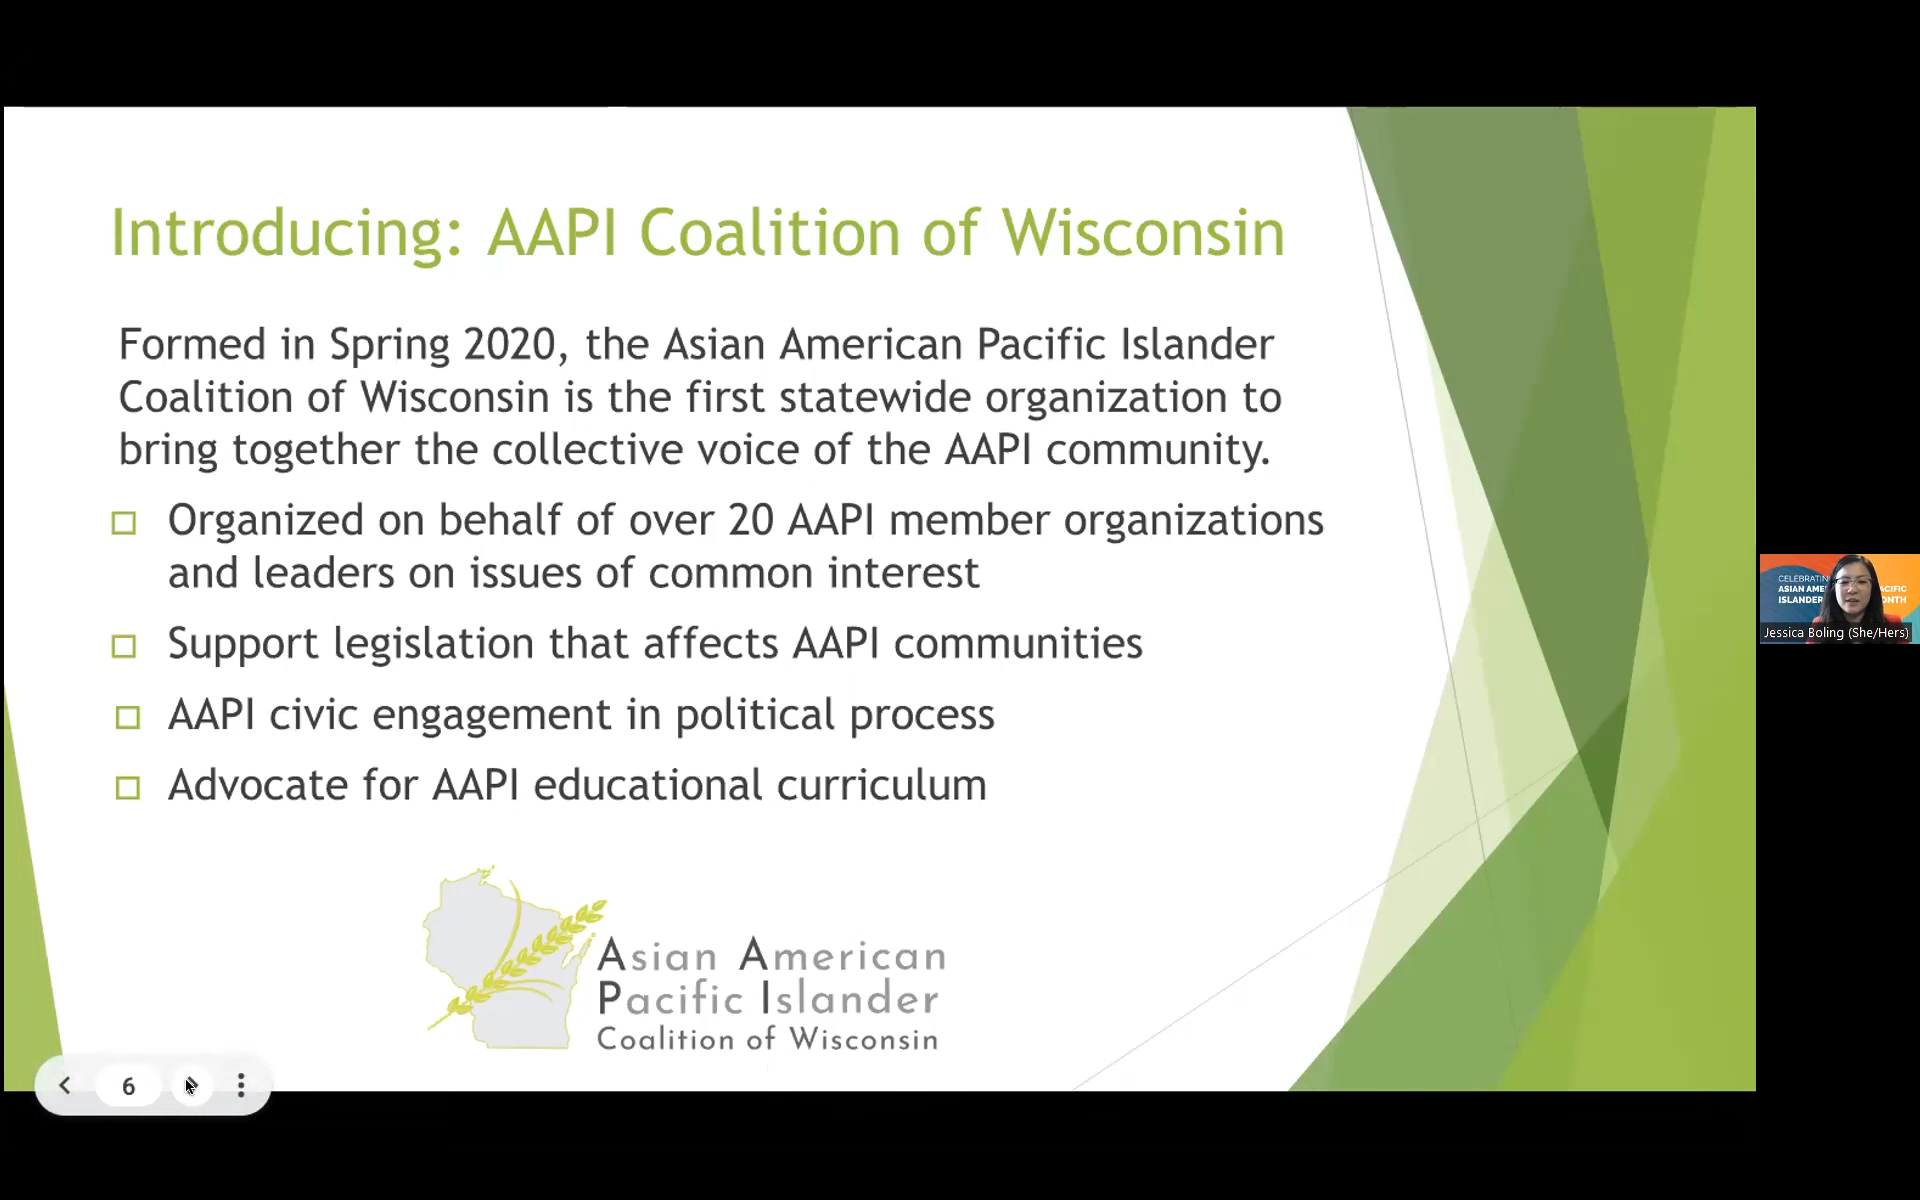 Introducing: AAPI Coalition of Wisconsin
Formed in Spring 2020, the Asian American Pacific Islander
Coalition of Wisconsin is the first statewide organization to
bring together the collective voice of the AAPI community.
Organized on behalf of over 20 AAPI member organizations
and leaders on issues of common interest
Support legislation that affects AAPI communities
AAPI civic engagement in political process
Advocate for AAPI educational curriculum
Asian American
Pacific Islander
Coalition of Wisconsin
6
ASIAN
ISLANDER
Jessica Boling (She/Hers)